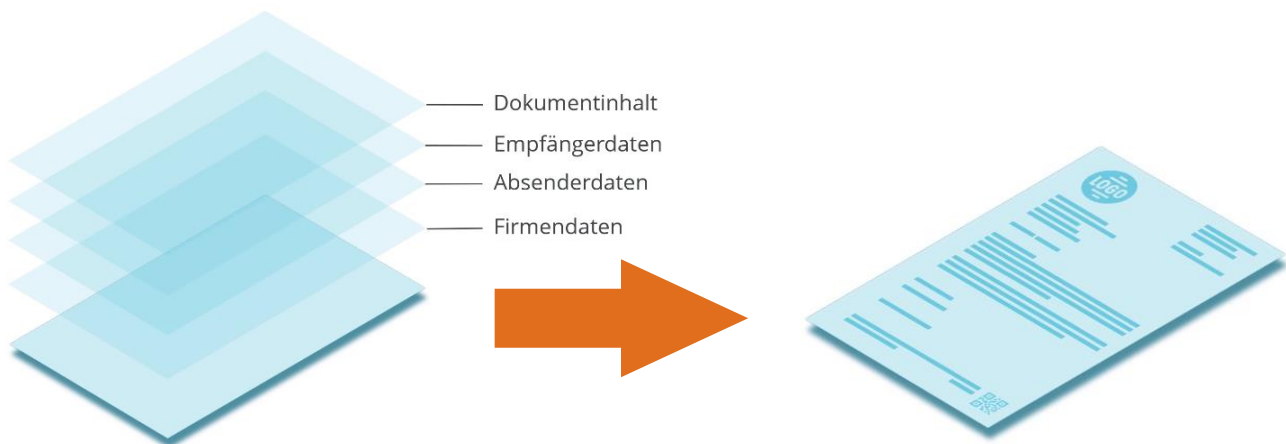 Dokumentinhalt
Empfängerdaten
Absenderdaten
Firmendaten
LOGO